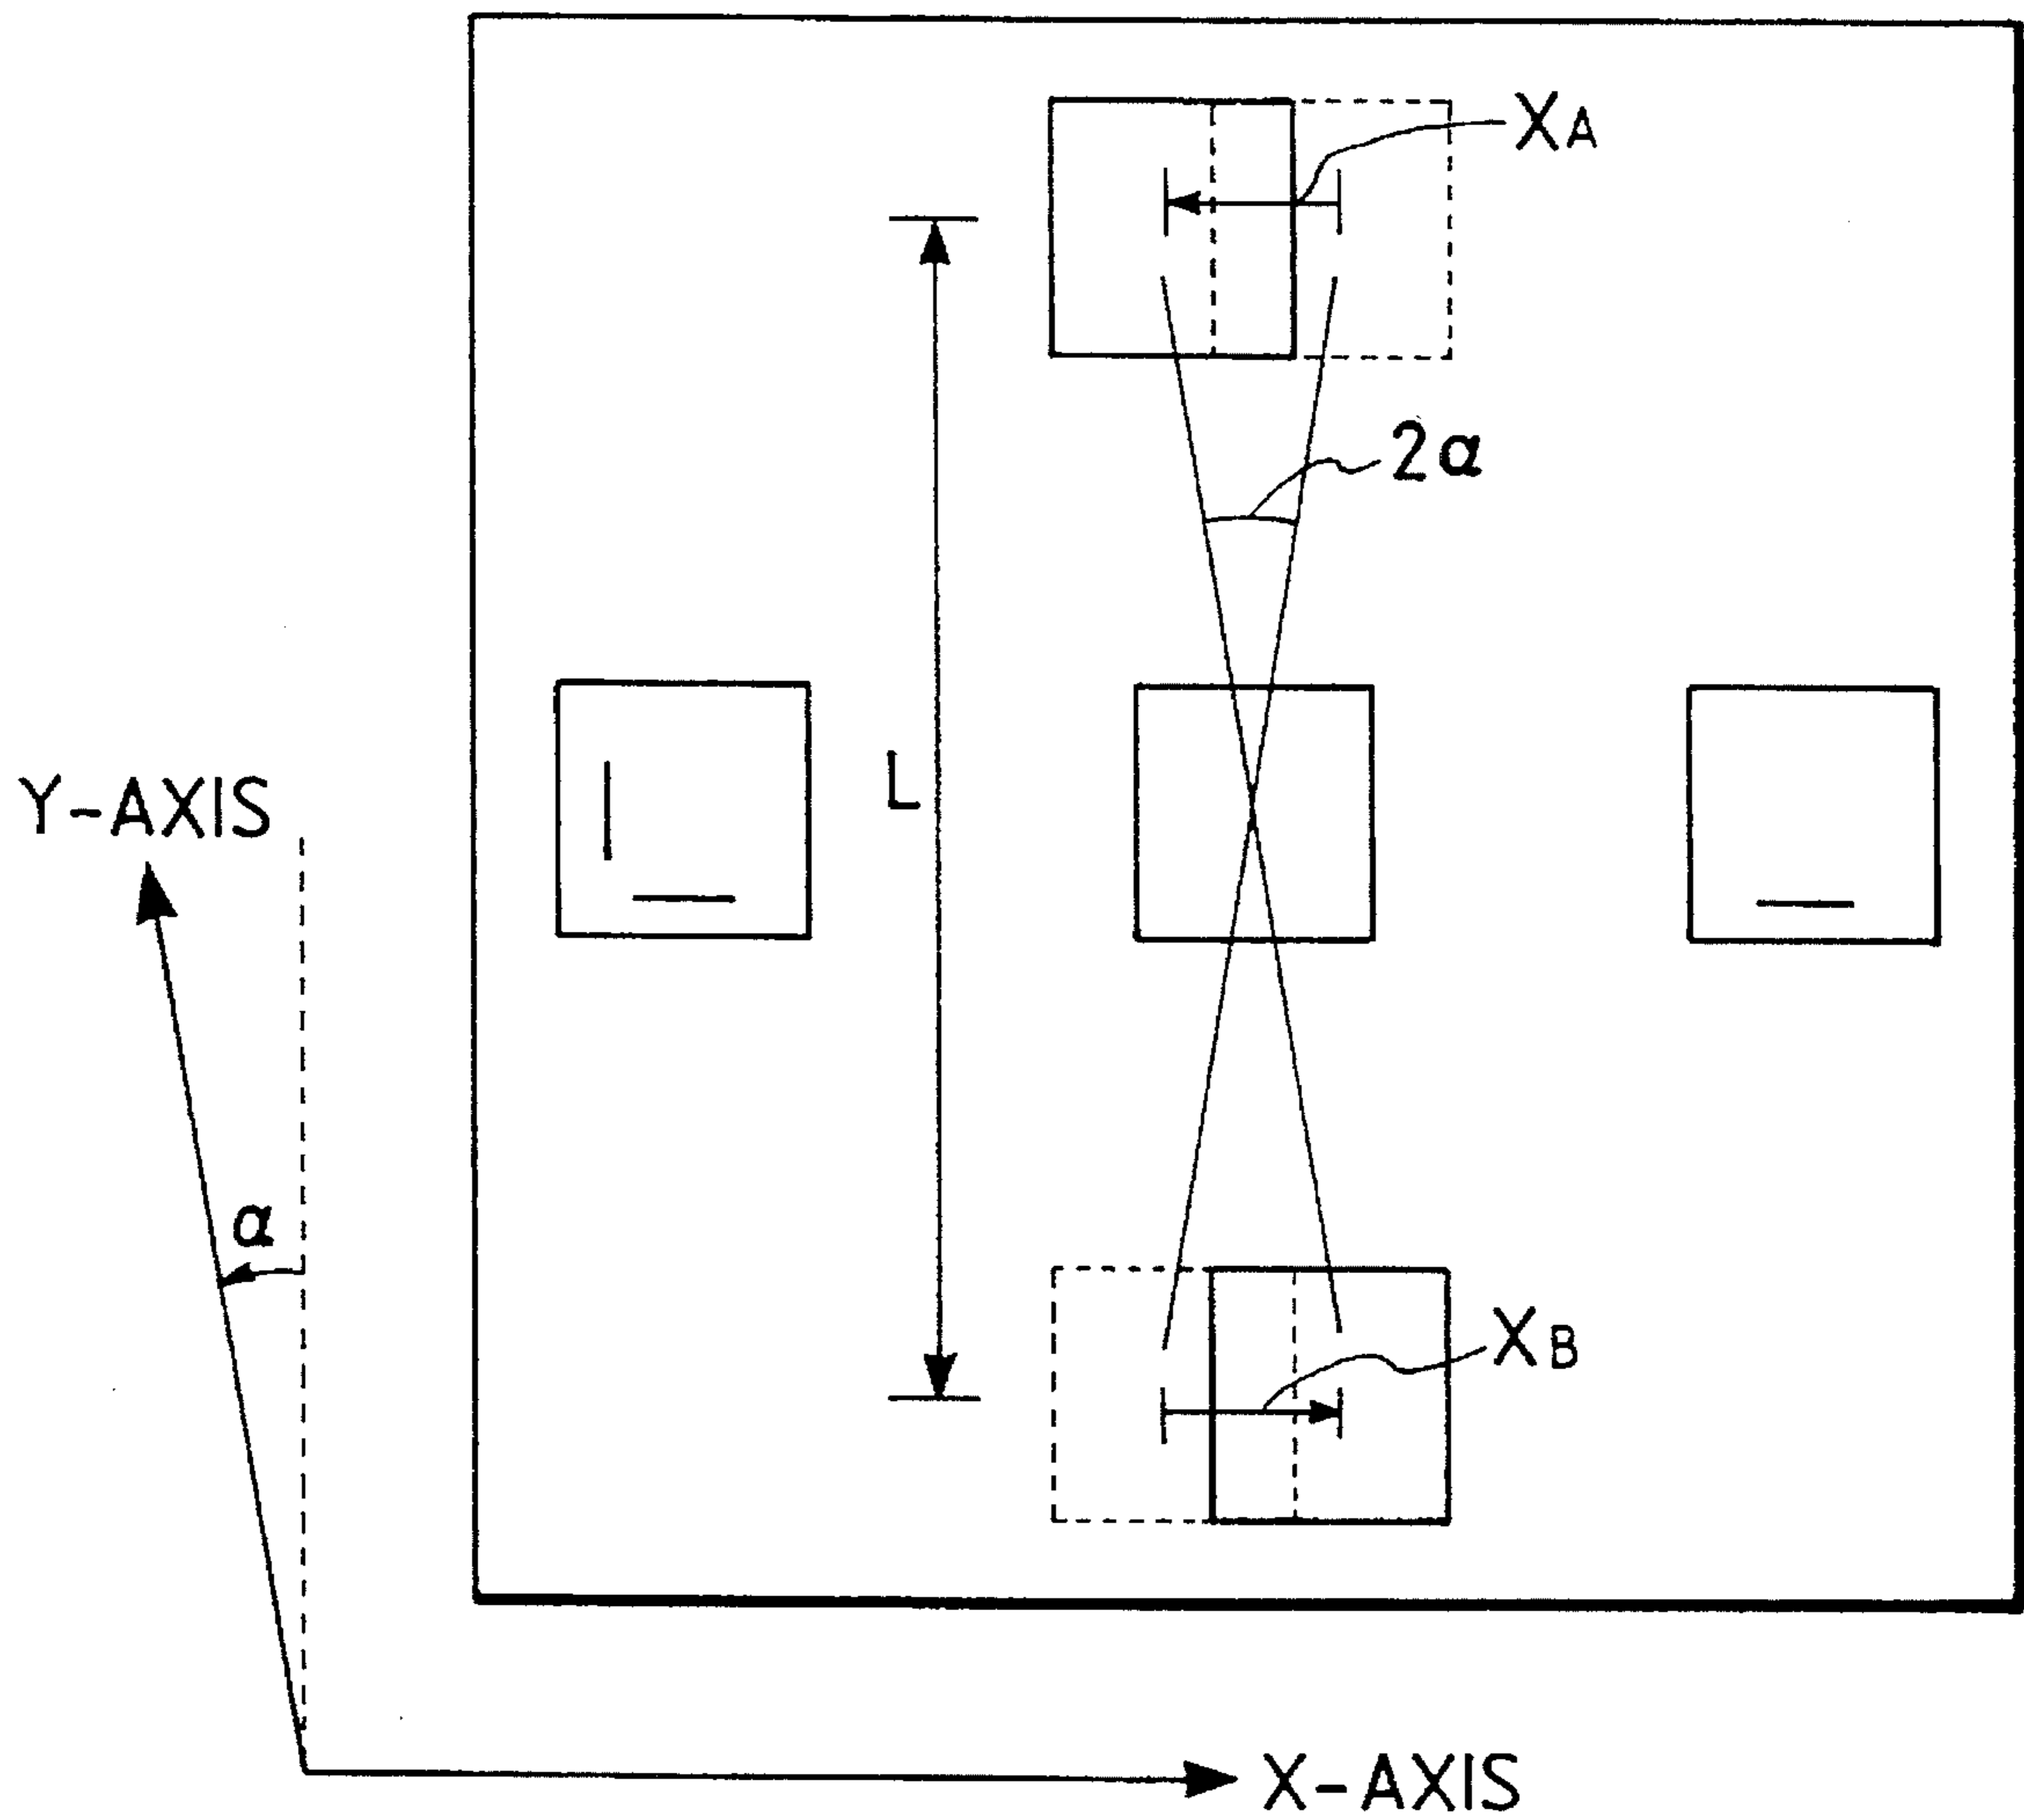 XA
2α
L
Y-AXIS
α
XB
X-AXIS